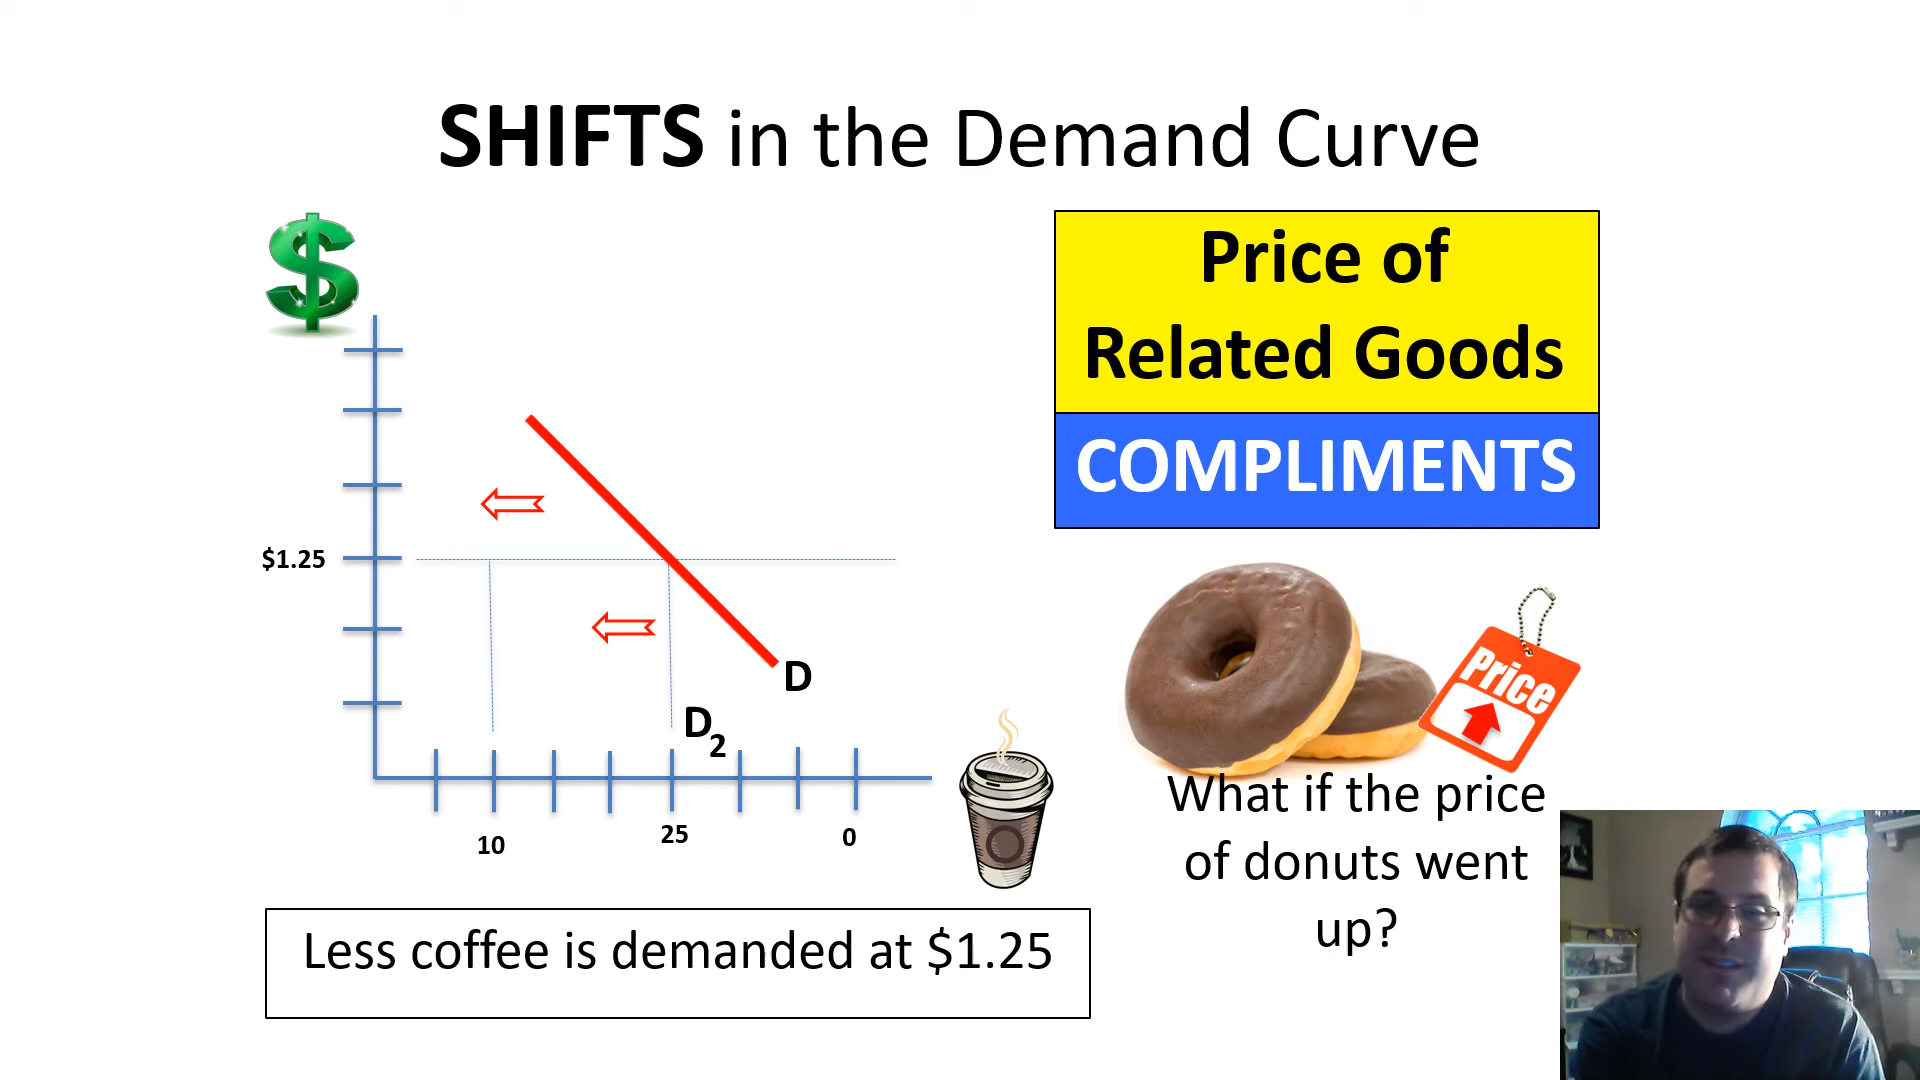 SHIFTS in the Demand Curve
$
Price of
Related Goods
COMPLIMENTS
$1.25
D
D2
10
25
0
Price
What if the price
of donuts went
up?
Less coffee is demanded at $1.25